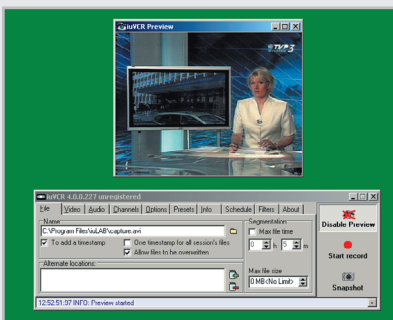 iuVCR Preview
TVP3
iuVCR 4.0.0.227 unregistered
File Video Audio Channels Options Presets Info Schedule Filters About
Name
C:\Program Files\iuLAB\capture.avi
To add a timestamp
One timestamp for all session's files
Allow files to be overwritten
Alternate locations:
Segmentation
Max file time
0 h 5 m
Max file size
0 MB<No Limit>
Disable Preview
Start record
Snapshot
12:52:51:97 INFO: Preview started